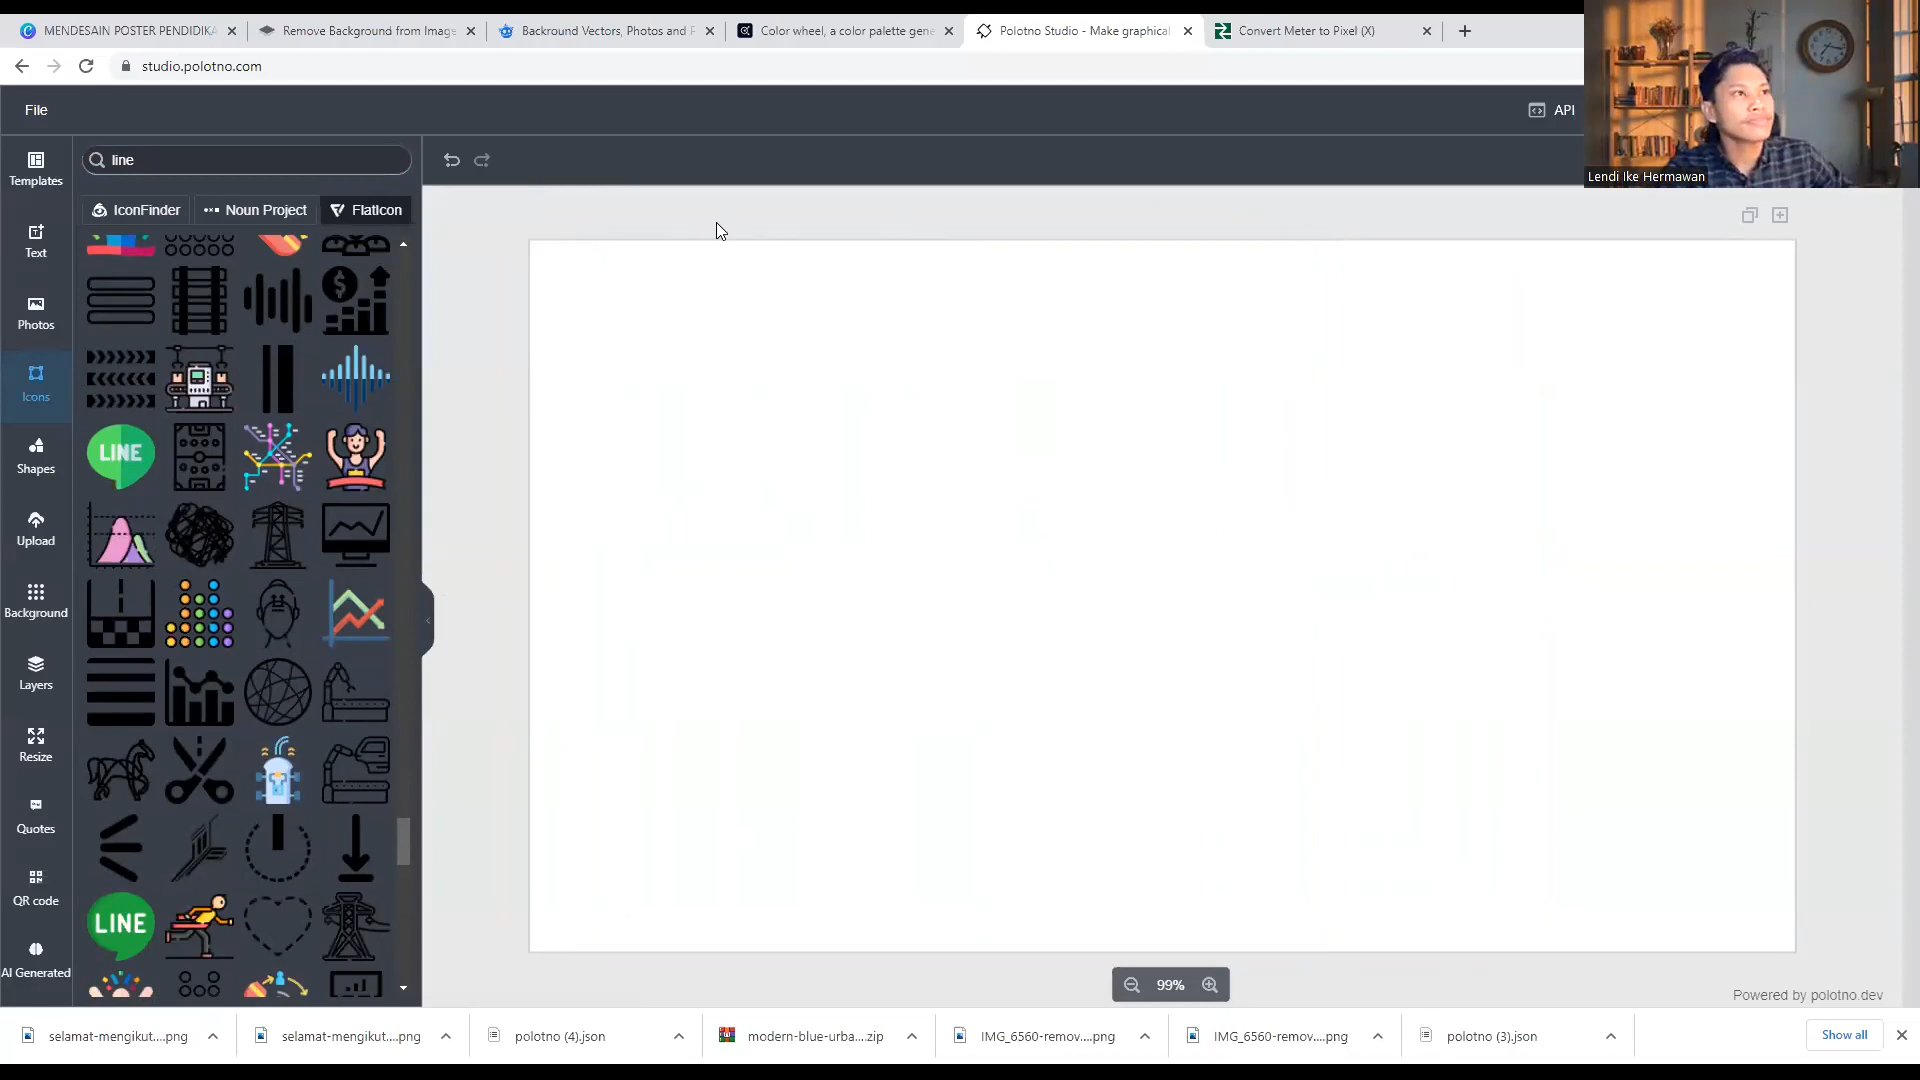 MENDESAIN POSTER PENDIDIKA
Remove Background from Image
Backround Vectors, Photos and F
Color wheel, a color palette gene
Polotno Studio - Make graphical
Convert Meter to Pixel (X)
studio.polotno.com
File
API
Lendi Ike Hermawan
Templates
Text
Photos
Icons
Shapes
Upload
Background
Layers
Resize
Quotes
QR code
AI Generated
line
IconFinder
Noun Project
FlatIcon
LINE
LINE
99%
Powered by polotno.dev
selamat-mengikut....png
selamat-mengikut....png
polotno (4).json
modern-blue-urba....zip
IMG_6560-remov....png
IMG_6560-remov....png
polotno (3).json
Show all